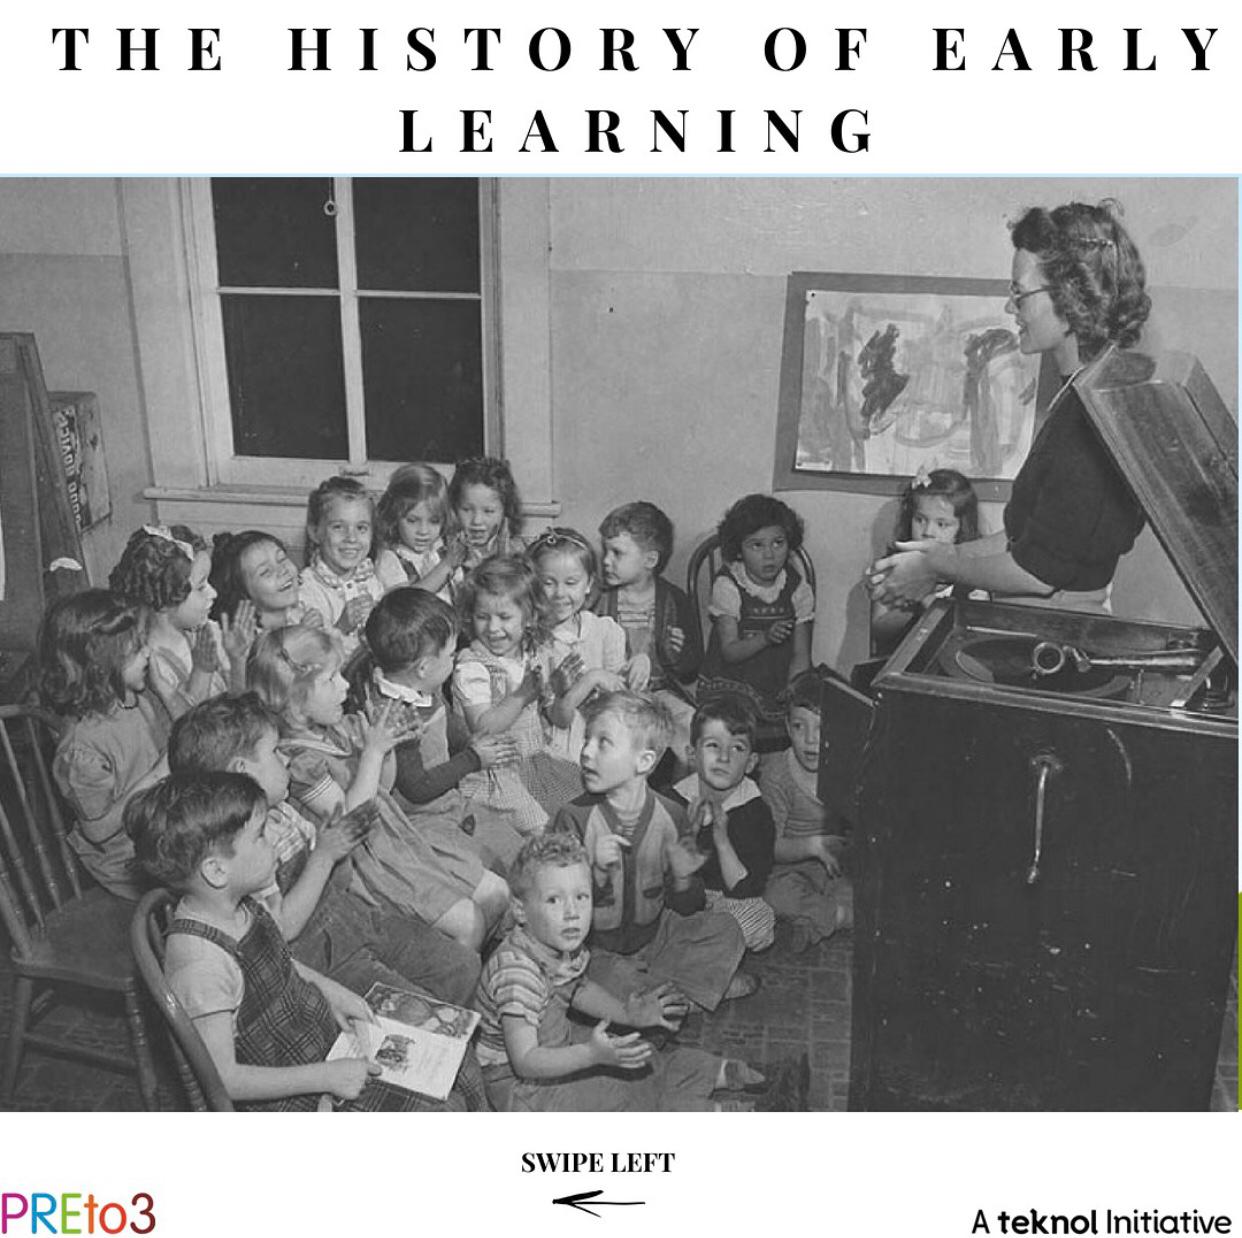 THE HISTORY OF EARLY
LEARNING
SWIPE LEFT
PREto3
A teknol Initiative